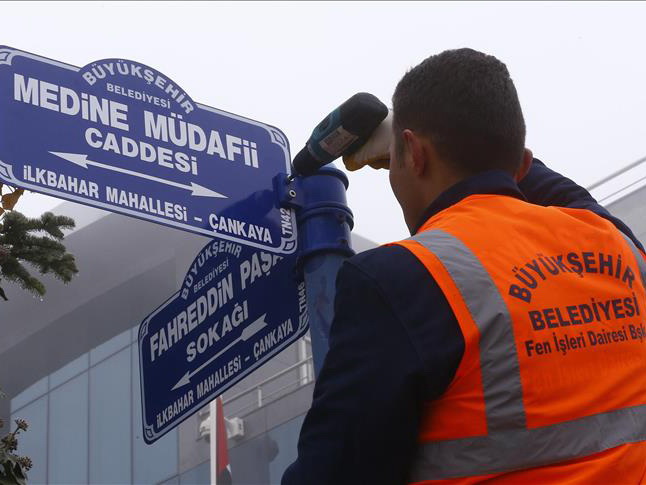 BÜYÜKŞEHİR
BELEDİYESİ
MEDİNE MÜDAFİİ
CADDESİ
İLKBAHAR MAHALLESİ - ÇANKAYA
BÜYÜKŞEHİR
BELEDİYESİ
FAHREDDİN PAŞA
SOKAĞI
İLKBAHAR MAHALLESİ - ÇANKAYA
BÜYÜKŞEHİR
BELEDİYESİ
Fen İşleri Dairesi Bşk